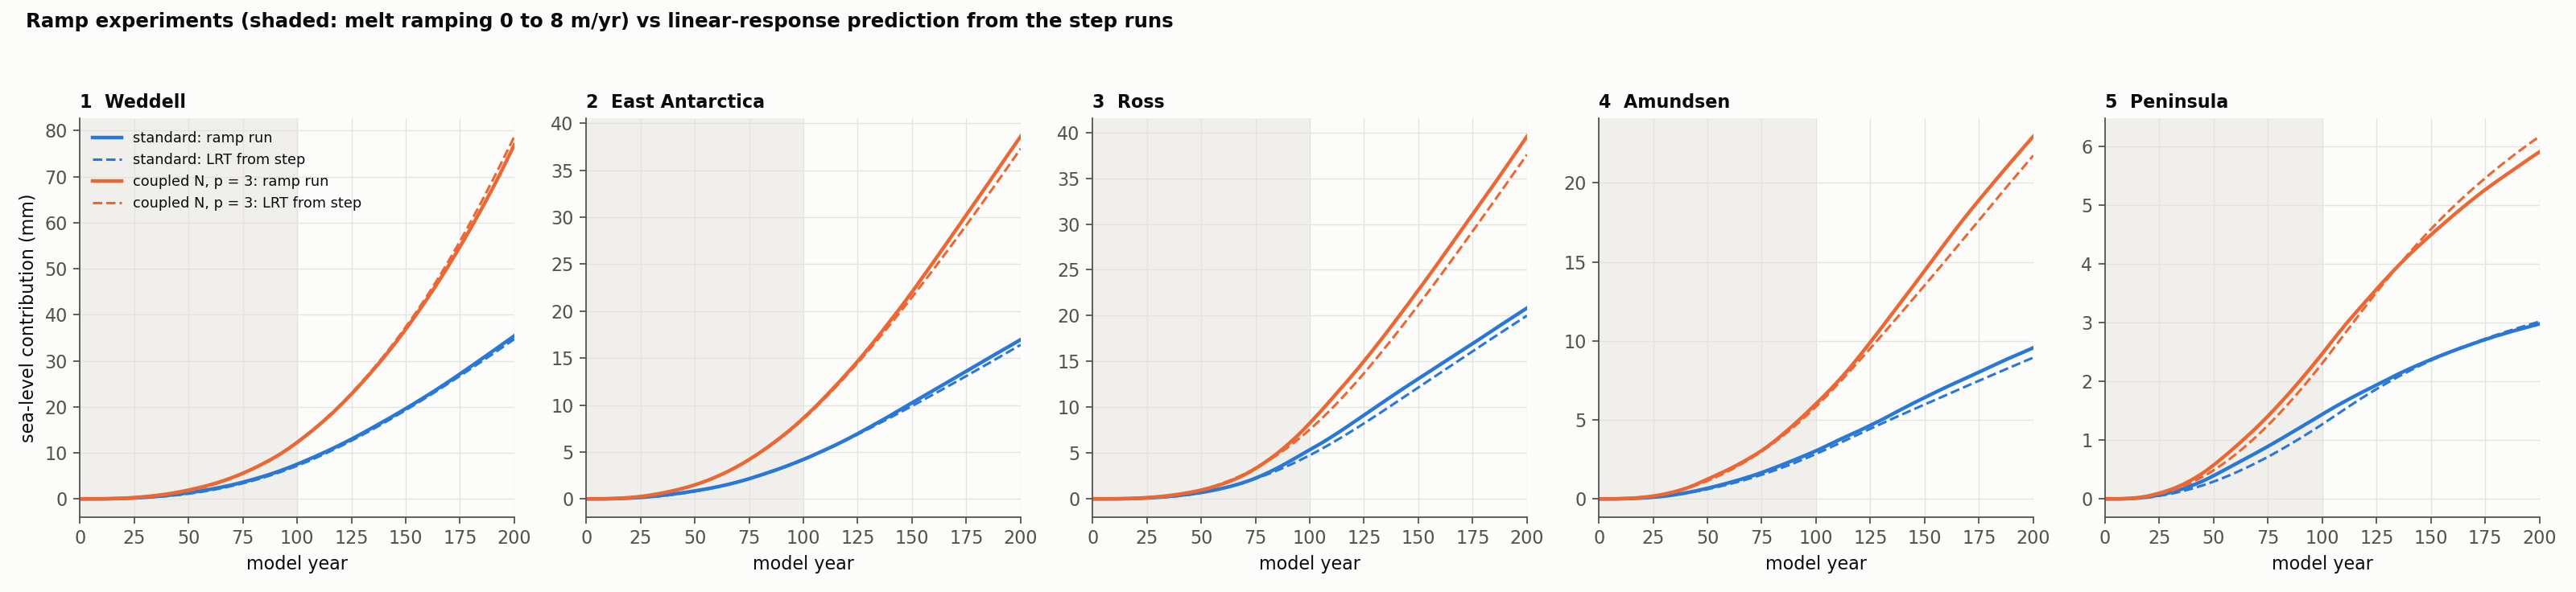 Ramp experiments (shaded: melt ramping 0 to 8 m/yr) vs linear-response prediction from the step runs
1 Weddell
standard: ramp run
standard: LRT from step
coupled N, p = 3: ramp run
coupled N, p = 3: LRT from step
sea-level contribution (mm)
80
70
60
50
40
30
20
10
0
0 25 50 75 100 125 150 175 200
model year
2 East Antarctica
40
35
30
25
20
15
10
5
0
0 25 50 75 100 125 150 175 200
model year
3 Ross
40
35
30
25
20
15
10
5
0
0 25 50 75 100 125 150 175 200
model year
4 Amundsen
20
15
10
5
0
0 25 50 75 100 125 150 175 200
model year
5 Peninsula
6
5
4
3
2
1
0
0 25 50 75 100 125 150 175 200
model year